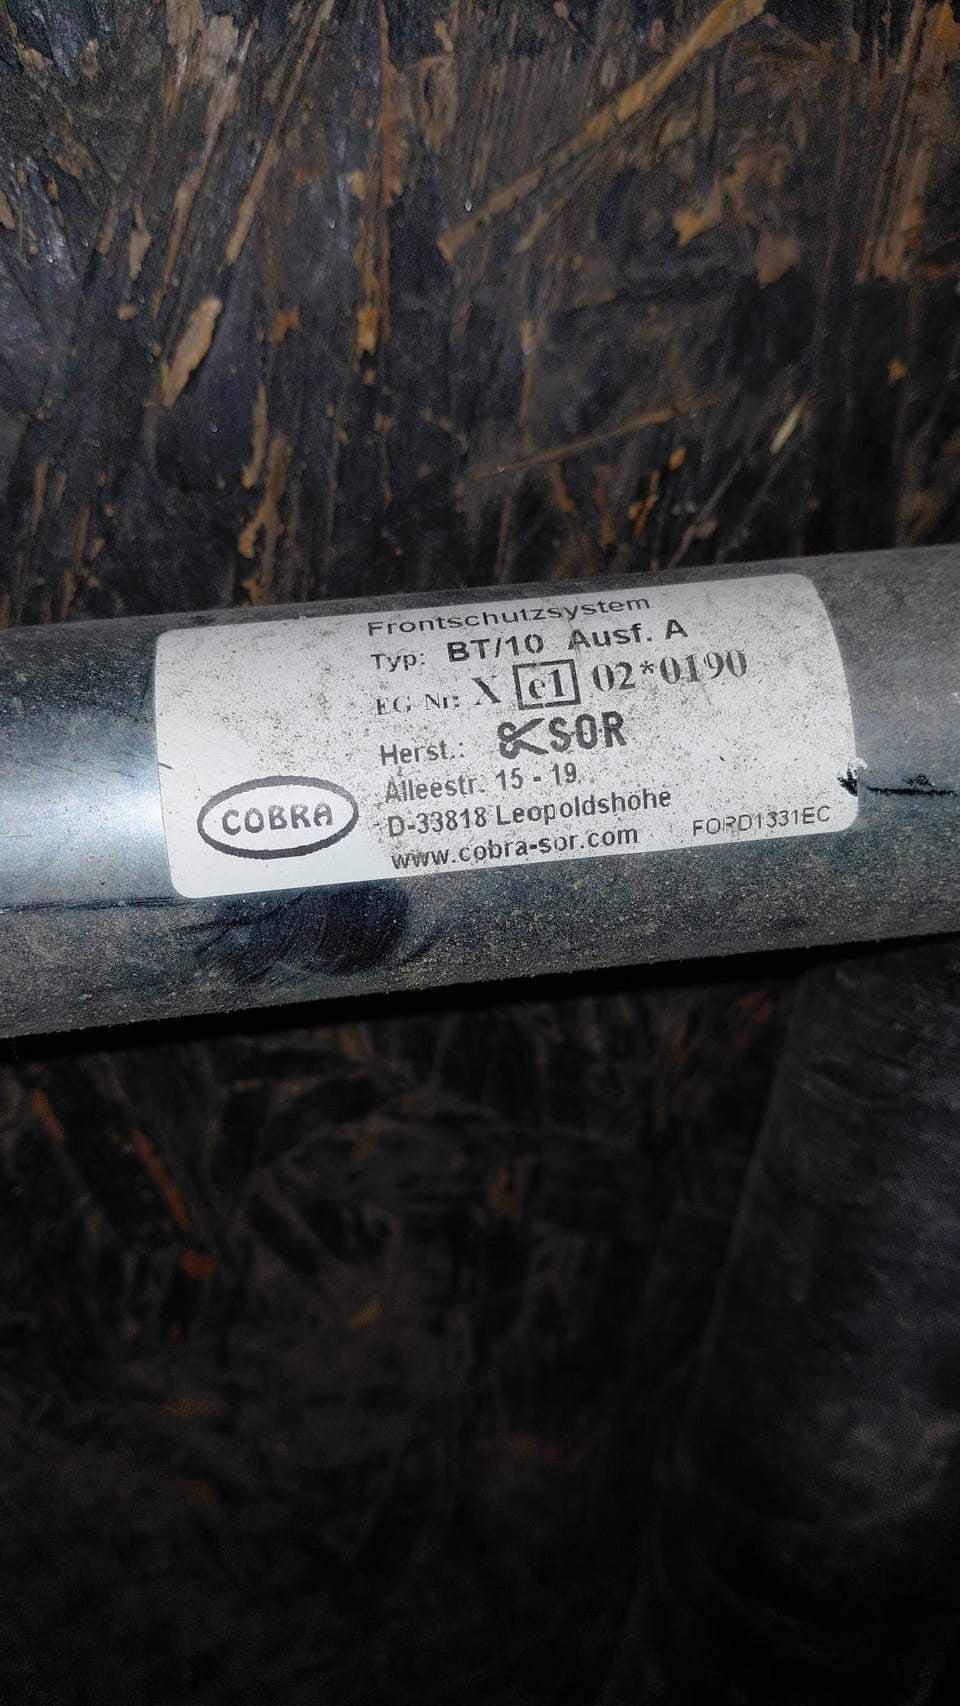 Frontschutzsystem
Typ: BT/10 Ausf. A
EG Nr: X e1 02*0190
Herst.: SOR
Alleestr. 15 - 19
D-33818 Leopoldshöhe
www.cobra-sor.com
FORD1331EC
COBRA